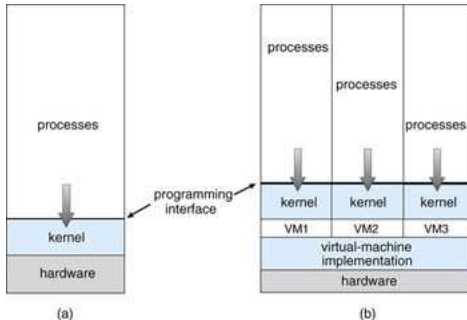 processes
kernel
hardware
(a)
programming
interface
processes
processes
processes
kernel kernel kernel
VM1 VM2 VM3
virtual-machine
implementation
hardware
(b)